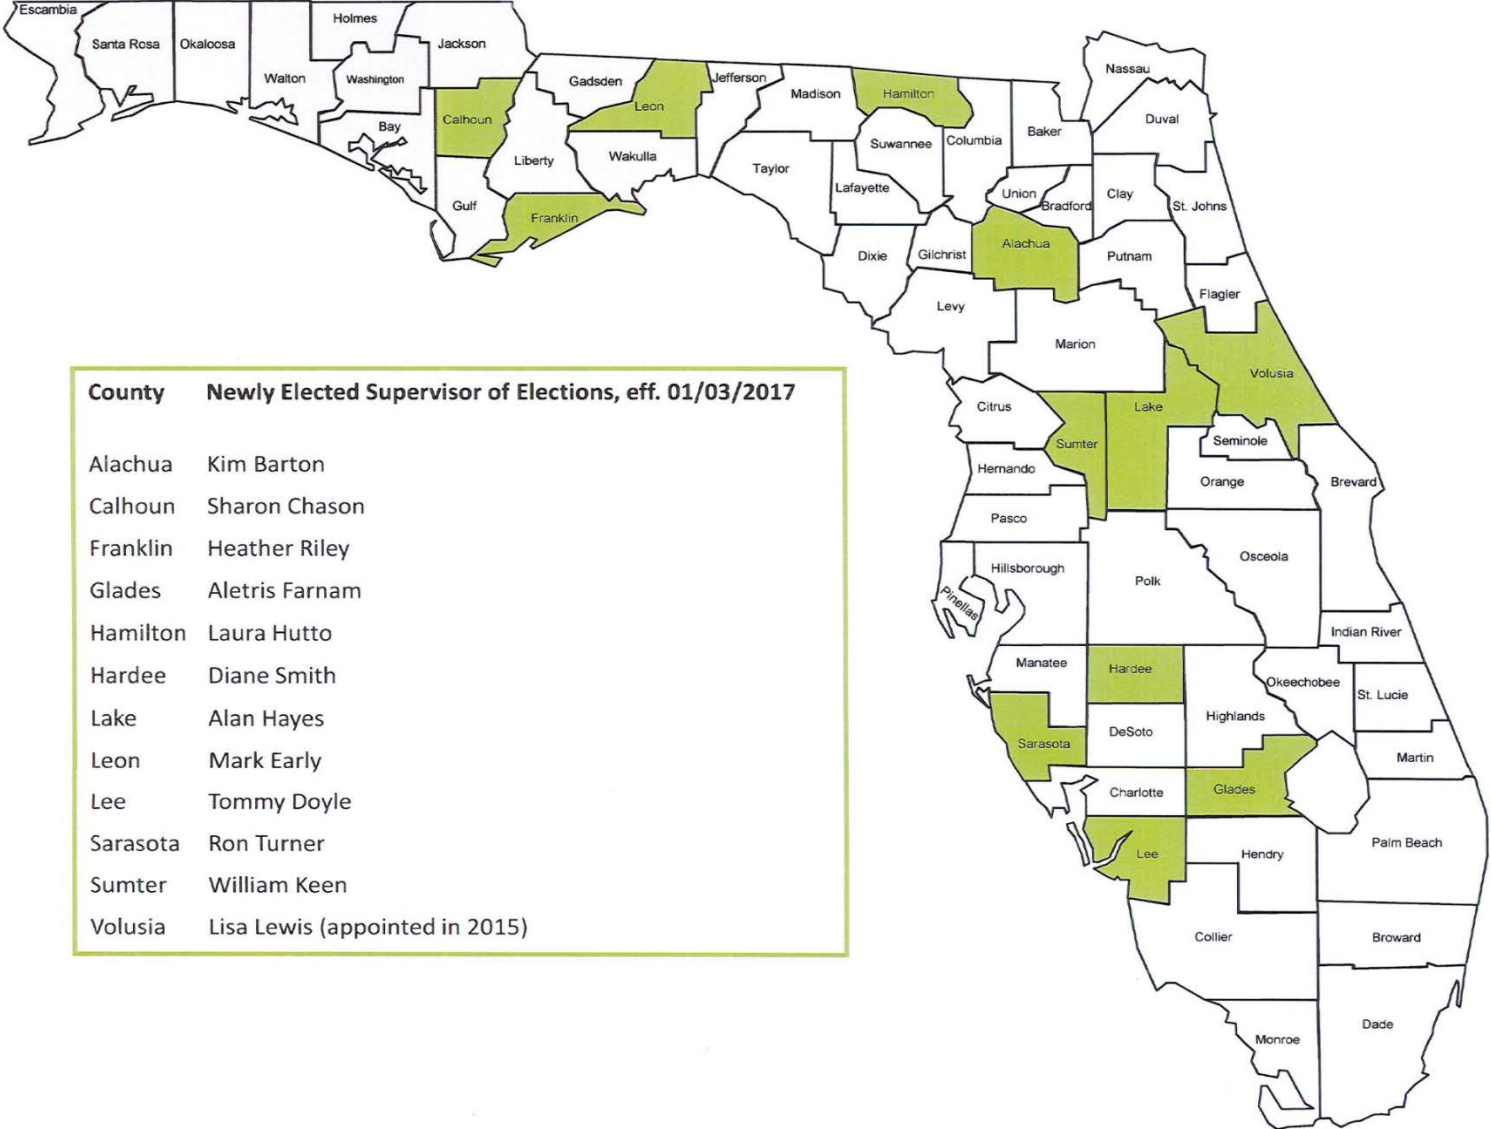 Escambia
Santa Rosa
Okaloosa
Walton
Holmes
Washington
Jackson
Bay
Calhoun
Gulf
Gadsden
Liberty
Franklin
Leon
Wakulla
Jefferson
Madison
Taylor
Hamilton
Suwannee
Lafayette
Dixie
Columbia
Gilchrist
Baker
Union
Bradford
Alachua
Levy
Nassau
Duval
Clay
St. Johns
Putnam
Flagler
Marion
Volusia
Citrus
Sumter
Lake
Seminole
Hernando
Orange
Brevard
Pasco
Osceola
Hillsborough
Pinellas
Polk
Indian River
Manatee
Hardee
Okeechobee
St. Lucie
Highlands
Sarasota
DeSoto
Martin
Charlotte
Glades
Lee
Hendry
Palm Beach
Collier
Broward
Monroe
Dade
County Newly Elected Supervisor of Elections, eff. 01/03/2017
Alachua Kim Barton
Calhoun Sharon Chason
Franklin Heather Riley
Glades Aletris Farnam
Hamilton Laura Hutto
Hardee Diane Smith
Lake Alan Hayes
Leon Mark Early
Lee Tommy Doyle
Sarasota Ron Turner
Sumter William Keen
Volusia Lisa Lewis (appointed in 2015)